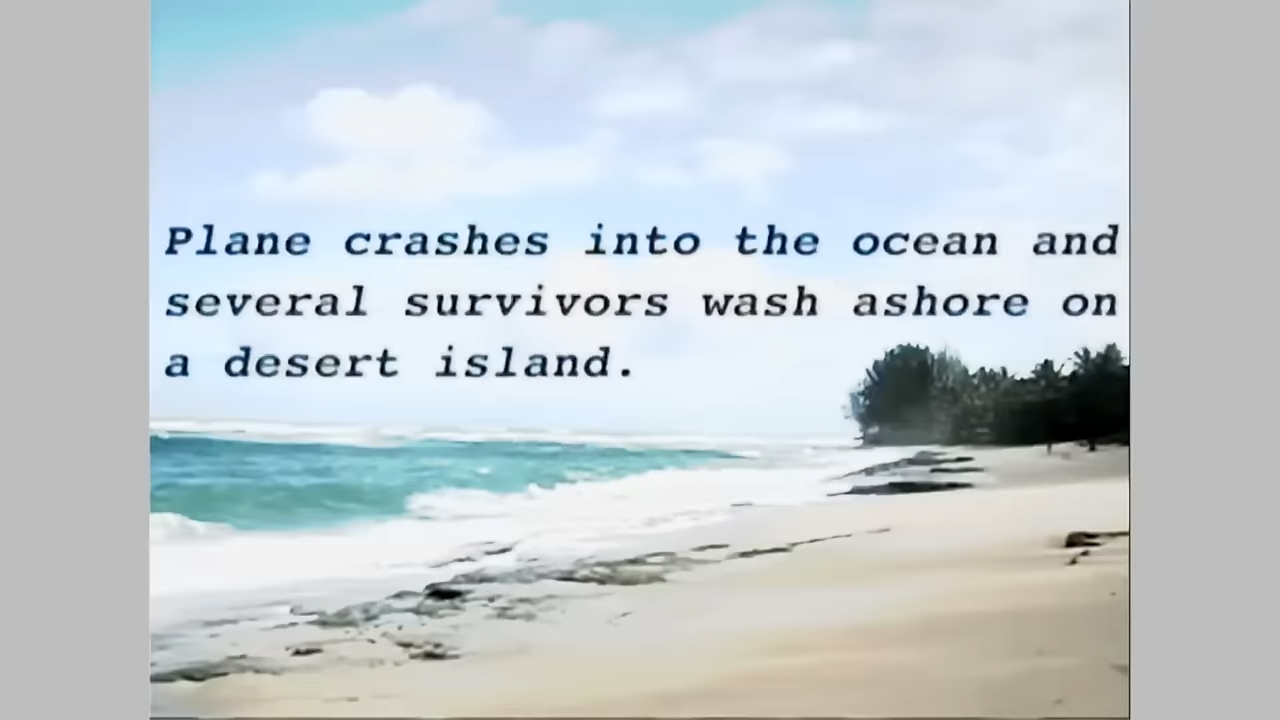 Plane crashes into the ocean and
several survivors wash ashore on
a desert island.